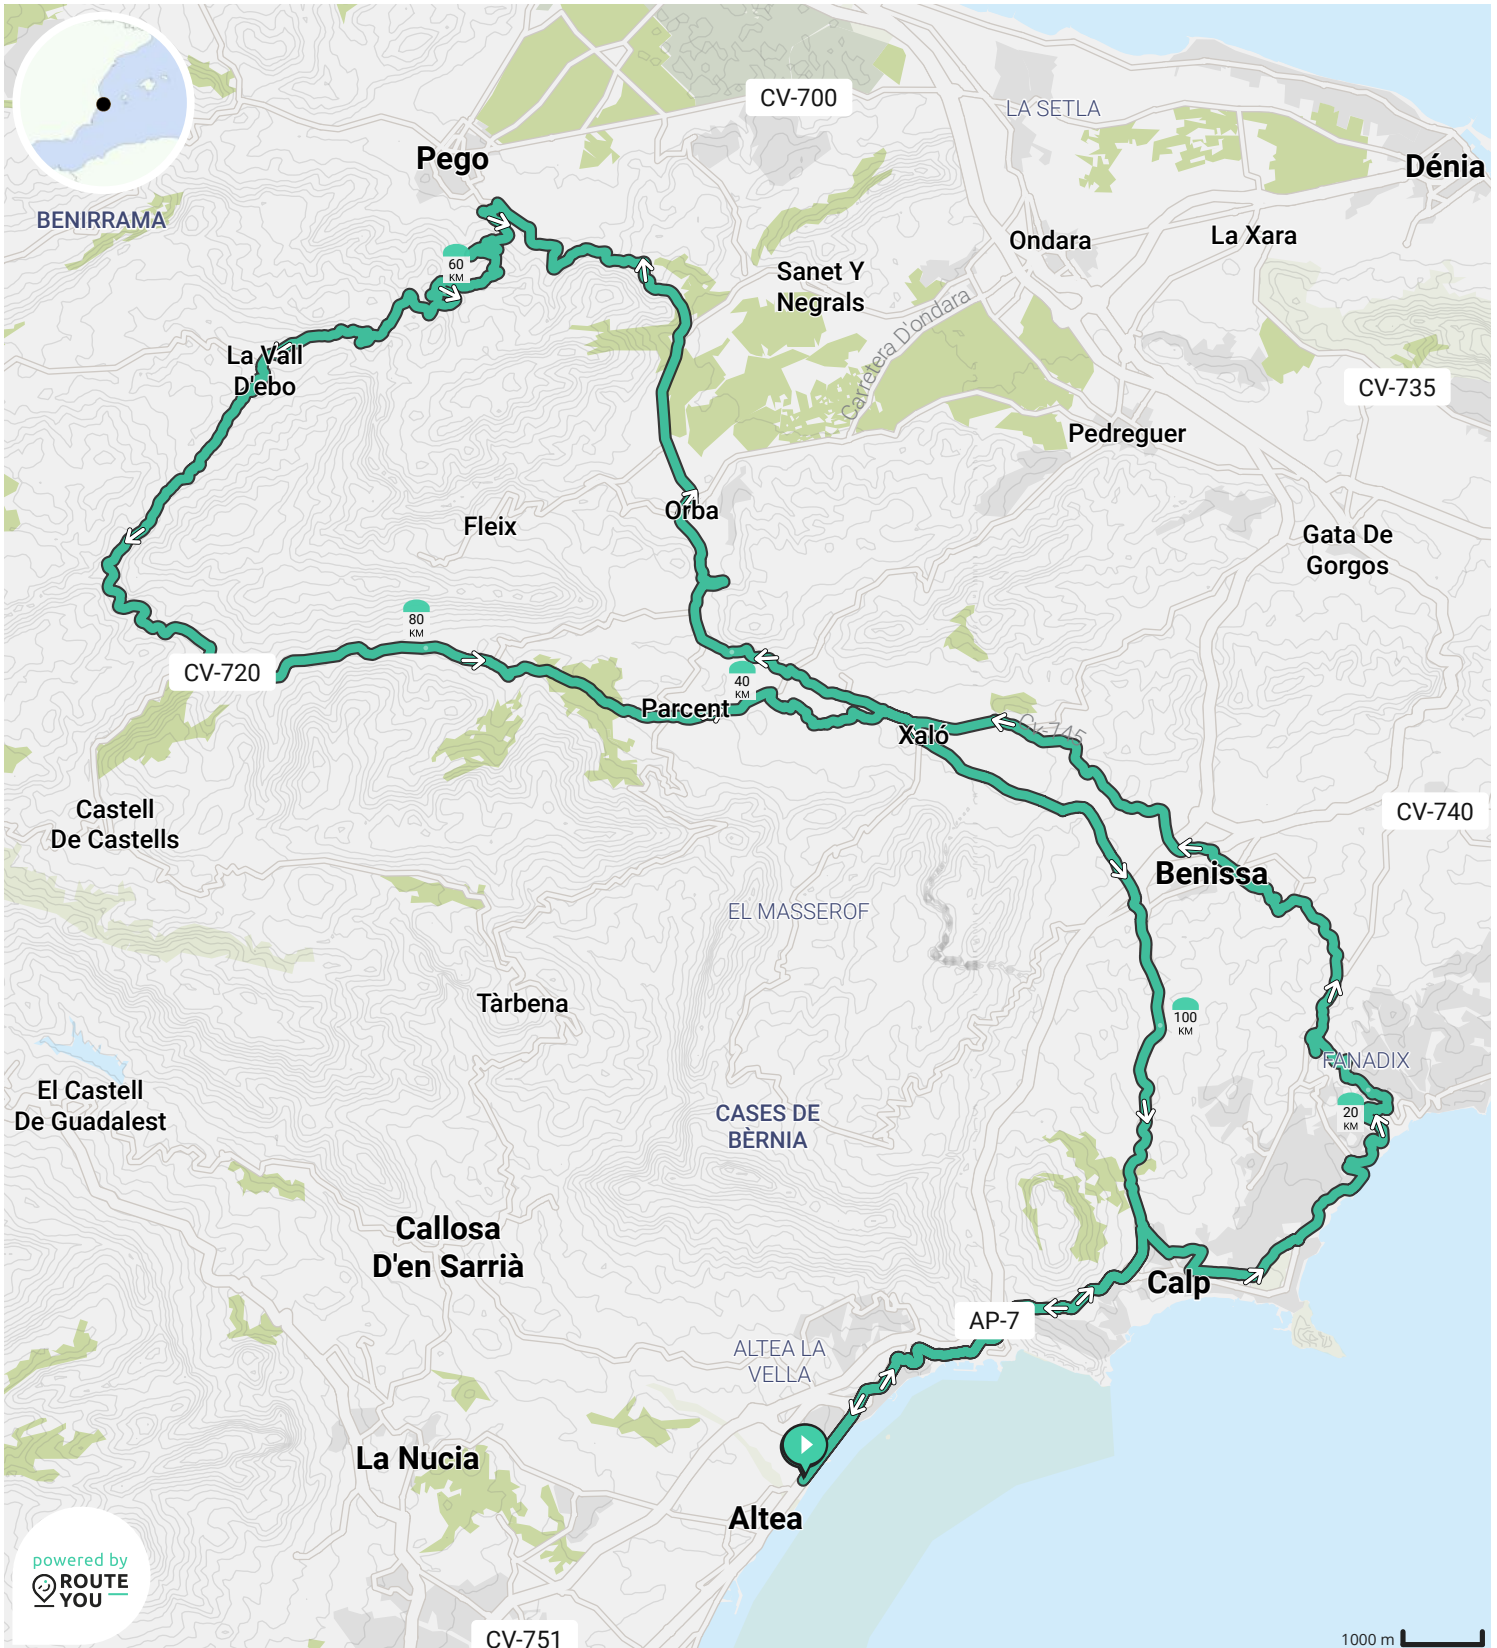 CV-700
LA SETLA
Pego
Dénia
BENIRRAMA
Ondara
La Xara
60
KM
Sanet Y
Negrals
Carretera D'ondara
La Vall
D'ebo
CV-735
Pedreguer
Orba
Fleix
Gata De
Gorgos
80
KM
CV-720
40
KM
Parcent
Xaló
CV-745
Castell
De Castells
CV-740
Benissa
EL MASSEROF
Tàrbena
100
KM
FANADIX
El Castell
De Guadalest
20
KM
CASES DE
BÈRNIA
Callosa
D'en Sarrià
Calp
AP-7
ALTEA LA
VELLA
La Nucia
Altea
powered by
ROUTE
YOU
CV-751
1000 m